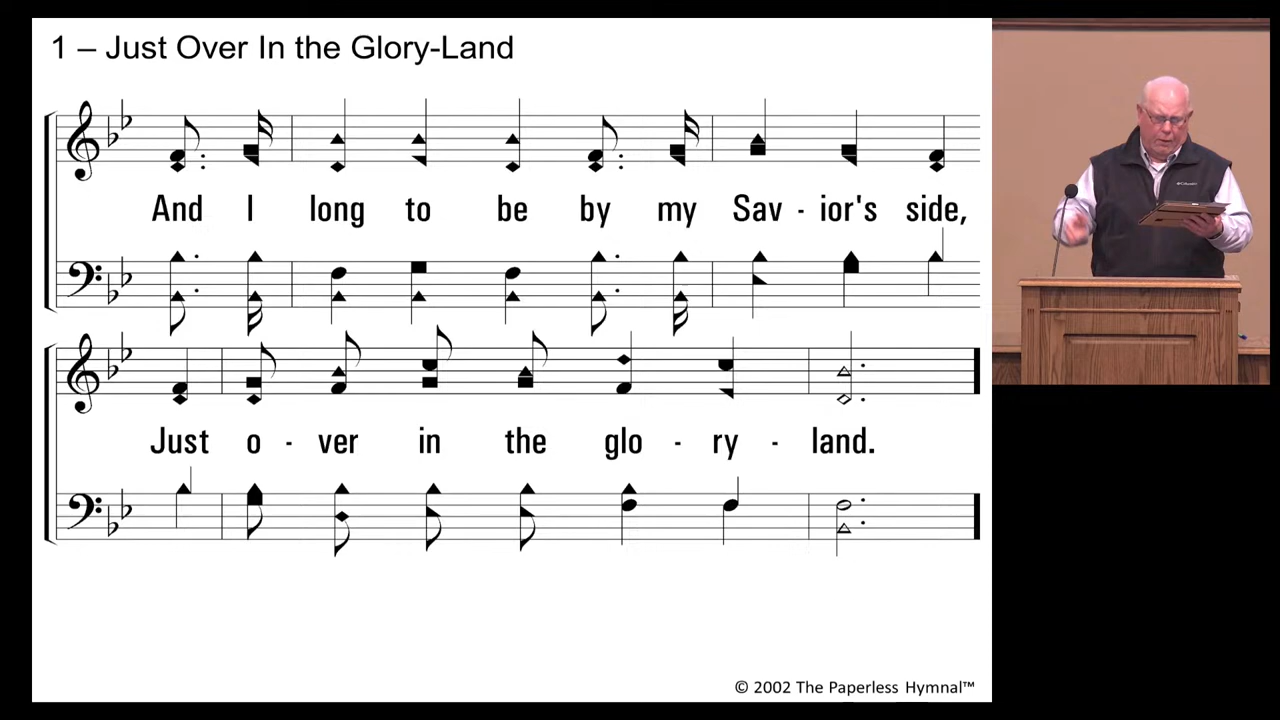 1 – Just Over In the Glory-Land
And I long to be by my Sav - ior's side,
Just o - ver in the glo - ry - land.
© 2002 The Paperless Hymnal™
Columbia